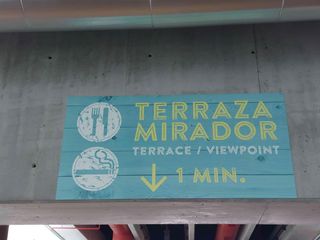 TERRAZA
MIRADOR
TERRACE / VIEWPOINT
↓ 1 MIN.